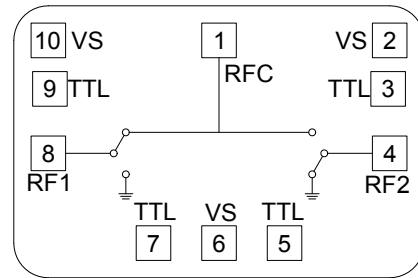 10 VS 1 VS 2
RFC
9 TTL TTL 3
8 4
RF1 RF2
TTL VS TTL
7 6 5